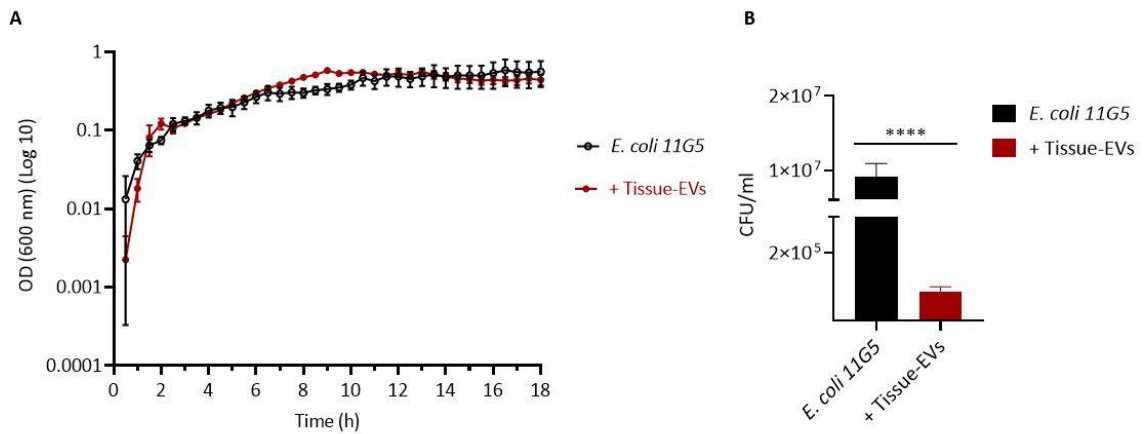 A
OD (600 nm) (Log 10)
1
0.1
0.01
0.001
0.0001
0 2 4 6 8 10 12 14 16 18
Time (h)
E. coli 11G5
+ Tissue-EVs
B
CFU/ml
2×10⁷
1×10⁷
2×10⁵
****
E. coli 11G5
+ Tissue-EVs
E. coli 11G5
+ Tissue-EVs